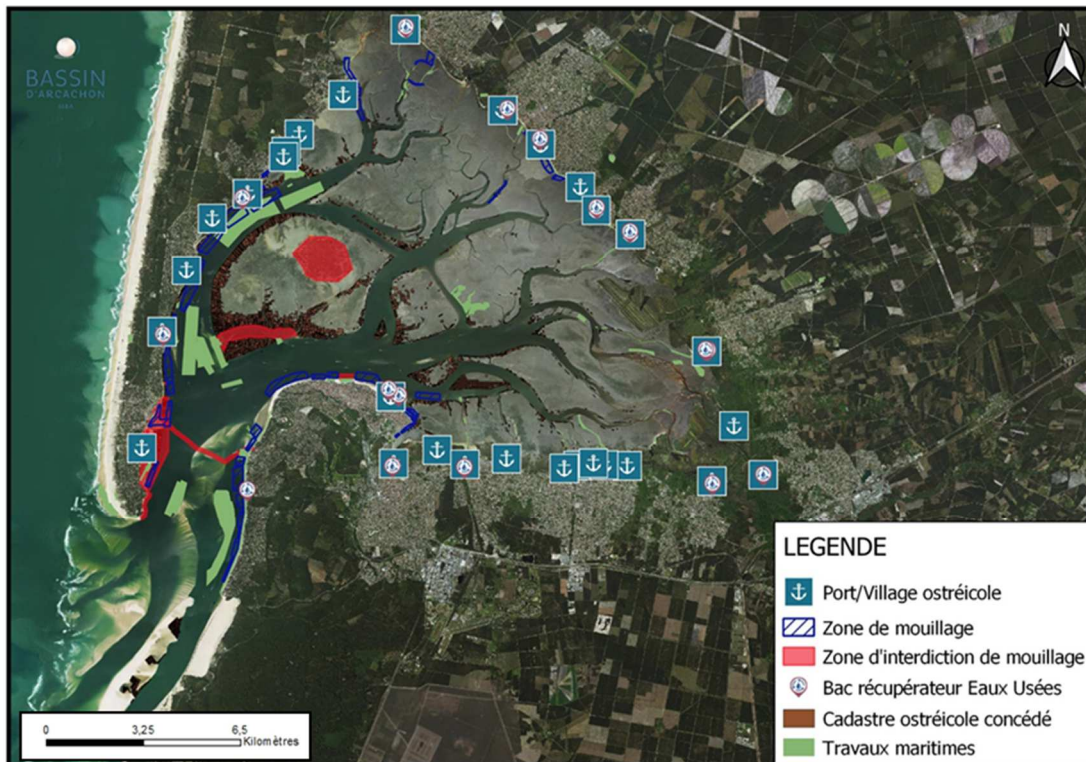 BASSIN
D'ARCACHON
N
LEGENDE
Port/Village ostréicole
Zone de mouillage
Zone d'interdiction de mouillage
Bac récupérateur Eaux Usées
Cadastre ostréicole concédé
Travaux maritimes
0 3,25 6,5
Kilomètres